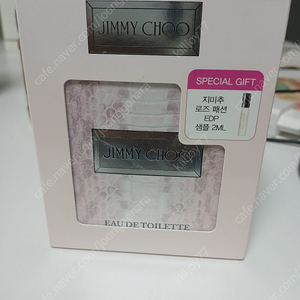 JIMMY CHOO
SPECIAL GIFT
지미추
로즈 패션
EDP
샘플 2ML
JIMMY CHOO
EAU DE TOILETTE